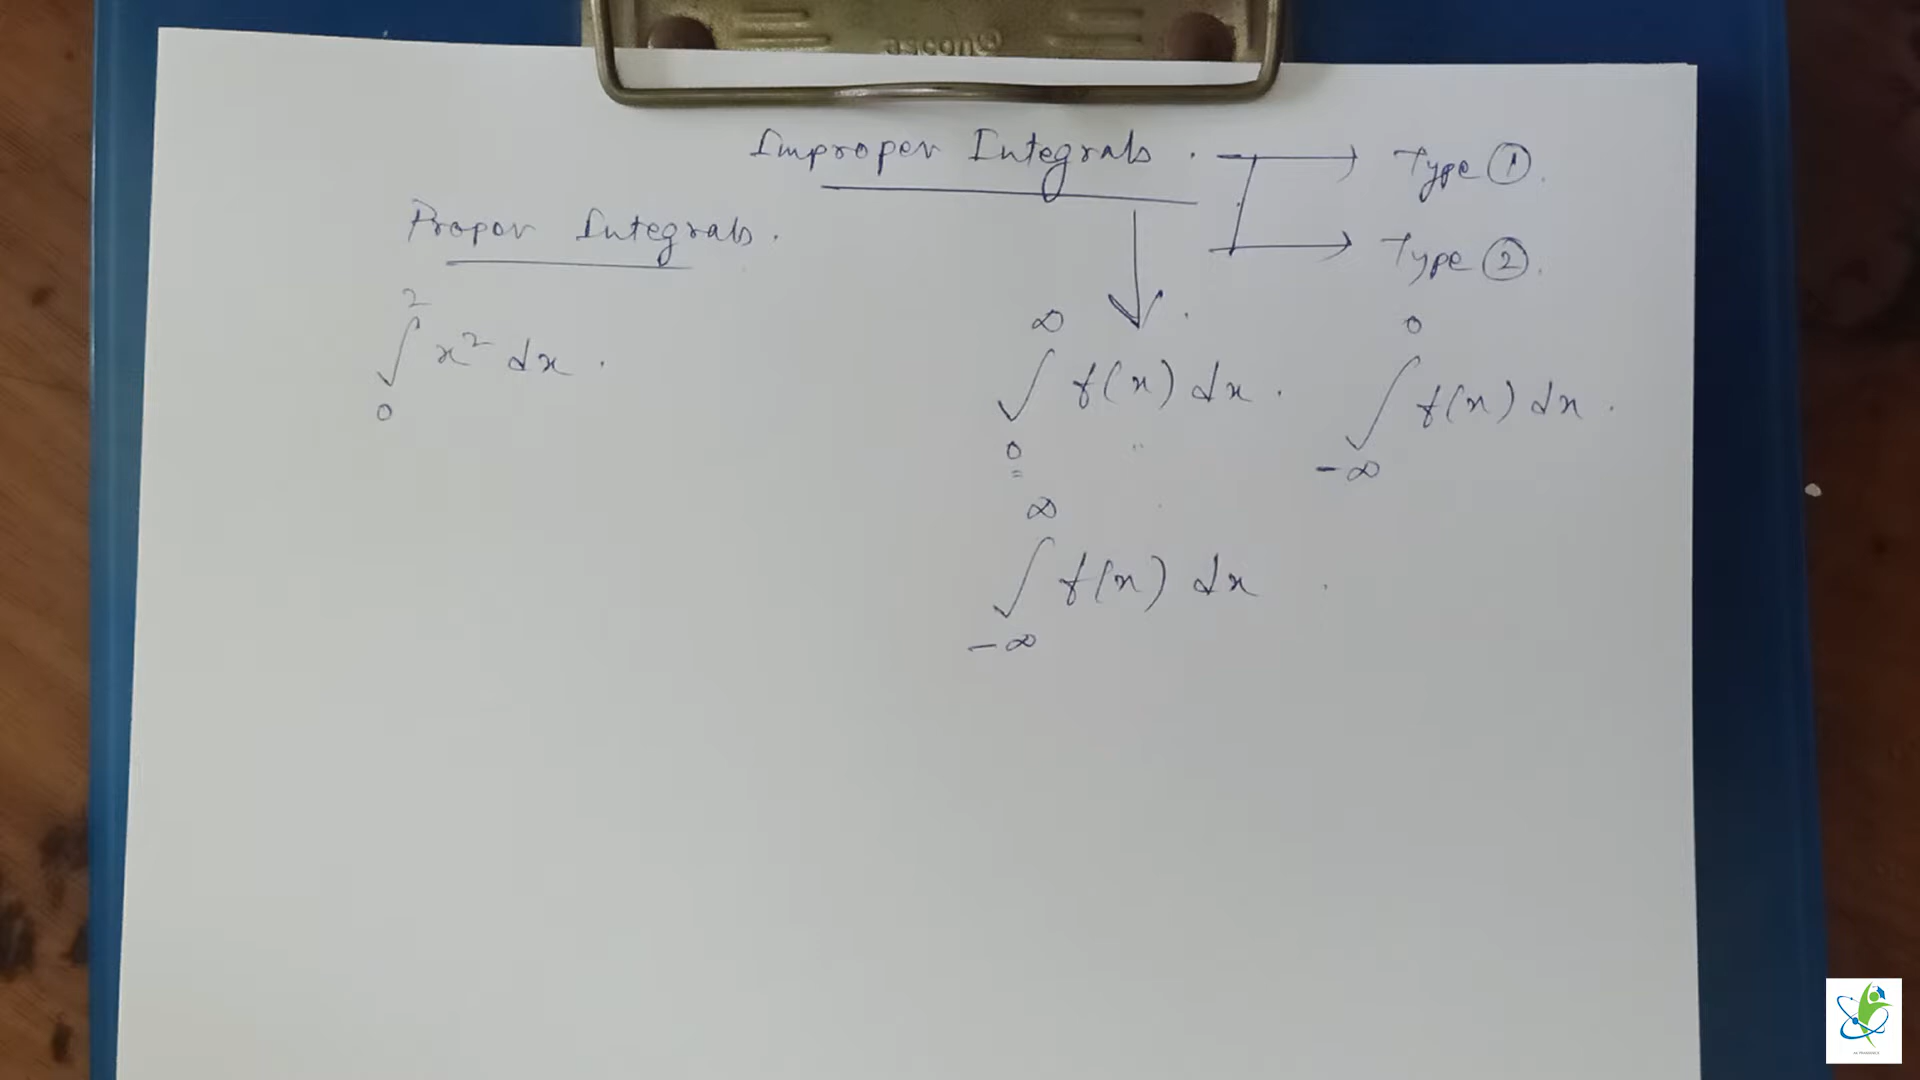 ascon®
Improper Integrals. → Type ①.
Proper Integrals. → Type ②.
∫₀² x² dx.
∫₀^∞ f(x) dx. ∫_{-∞}^0 f(x) dx.
∫_{-∞}^∞ f(x) dx